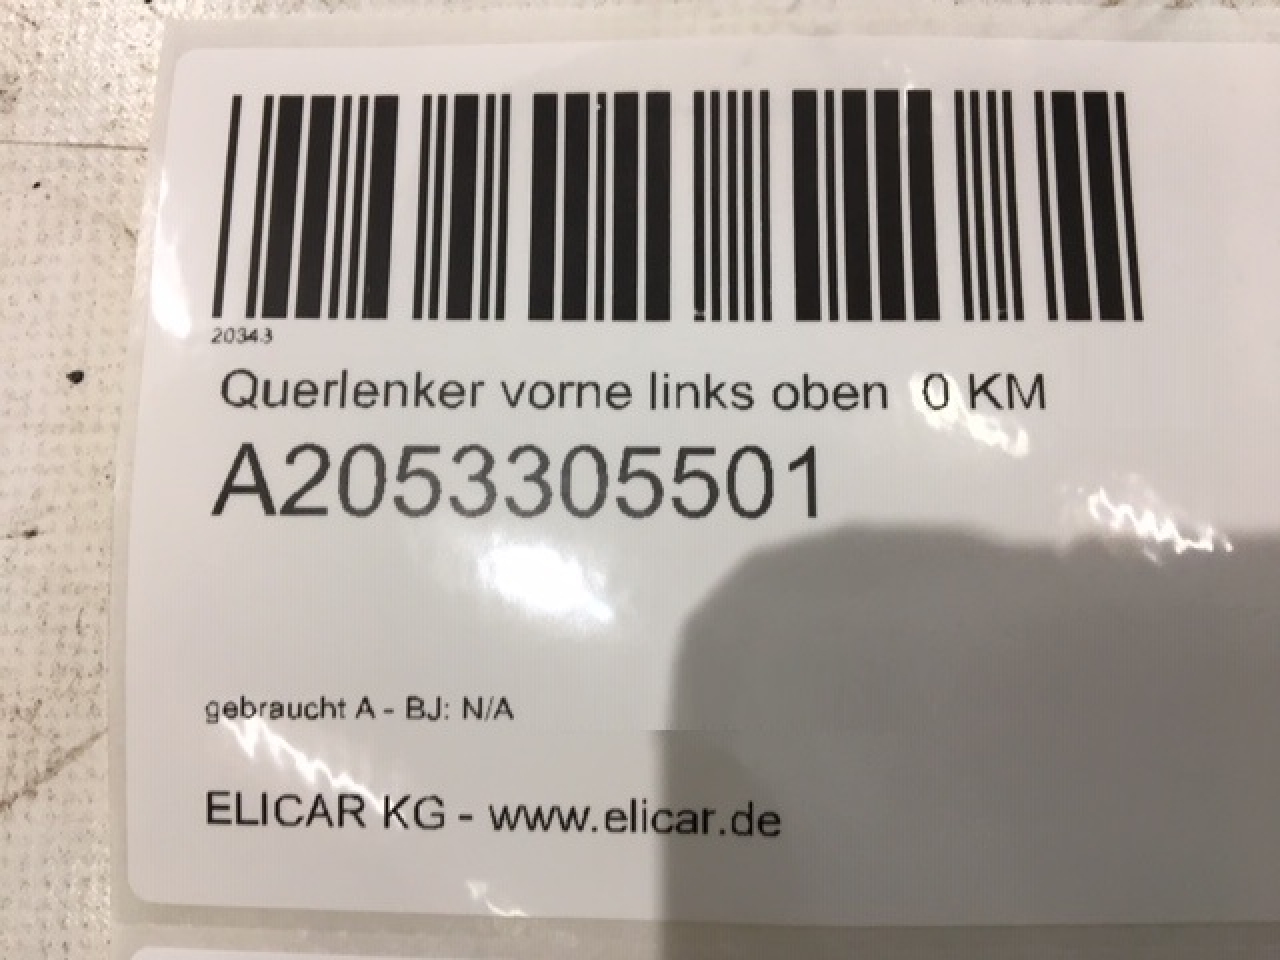 20343
Querlenker vorne links oben 0 KM
A2053305501
gebraucht A - BJ: N/A
ELICAR KG - www.elicar.de